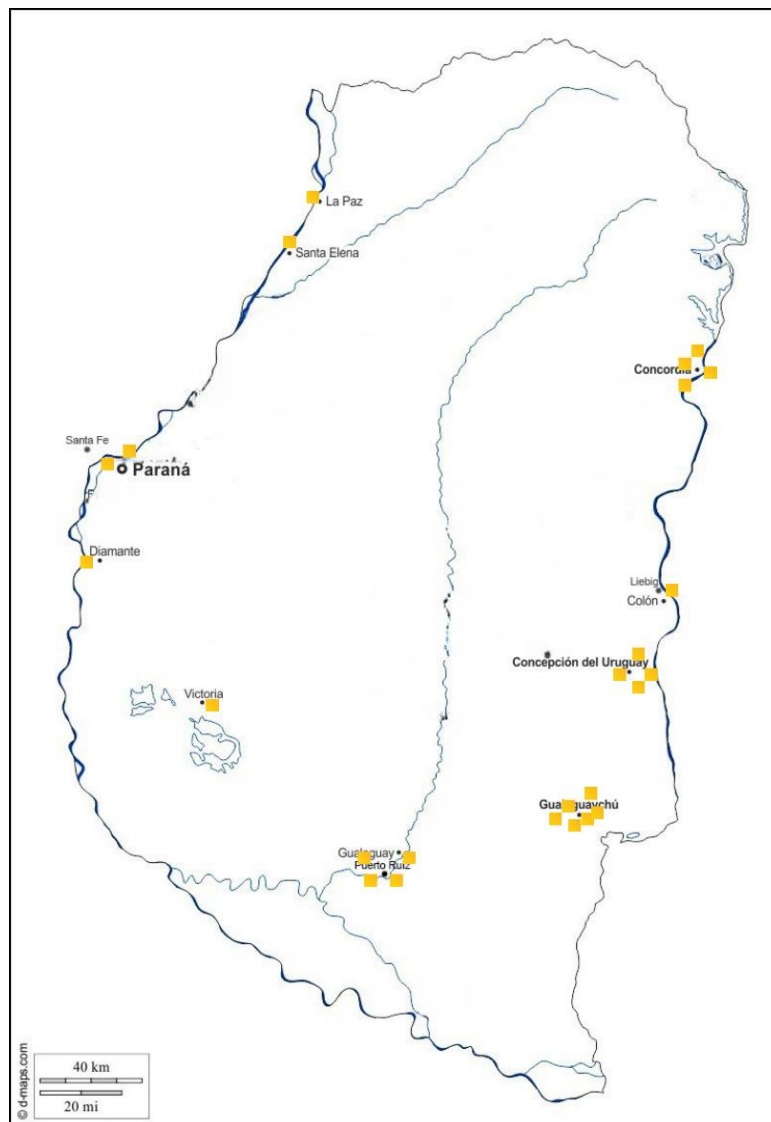 La Paz
Santa Elena
Concordia
Santa Fe
Paraná
Diamante
Liebig
Colón
Concepción del Uruguay
Victoria
Gualeguaychú
Gualeguay
Puerto Ruíz
40 km
20 mi
© d-maps.com